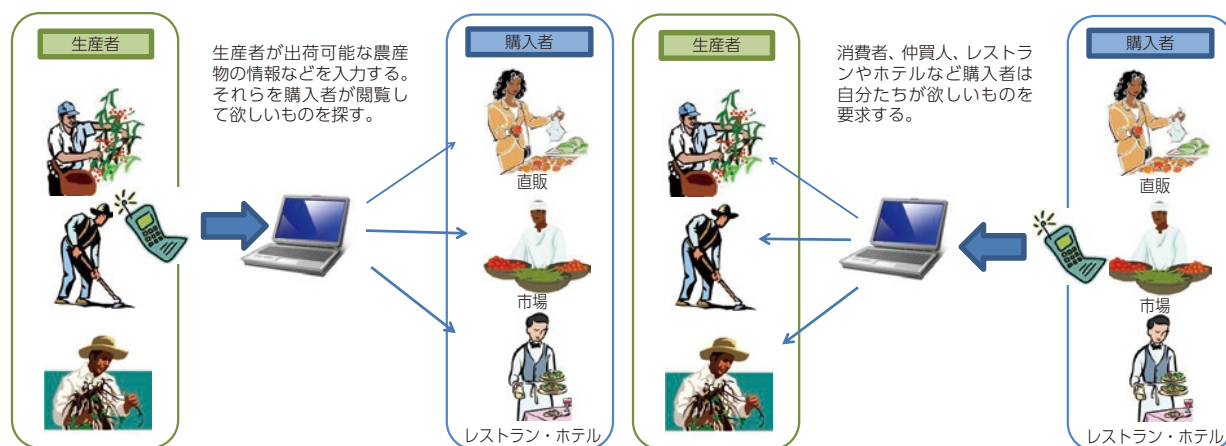 生産者
生産者が出荷可能な農産
物の情報などを入力する。
それらを購入者が閲覧し
て欲しいものを探す。
購入者
直販
市場
レストラン・ホテル
生産者
消費者、仲買人、レストラ
ンやホテルなど購入者は
自分たちが欲しいものを
要求する。
購入者
直販
市場
レストラン・ホテル